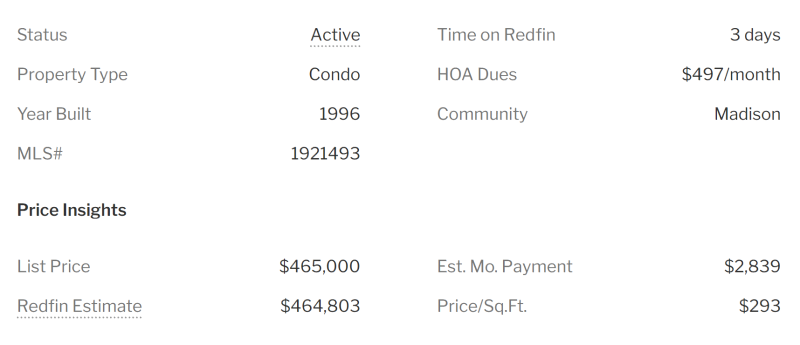 Status Active Time on Redfin 3 days
Property Type Condo HOA Dues $497/month
Year Built 1996 Community Madison
MLS# 1921493
Price Insights
List Price $465,000 Est. Mo. Payment $2,839
Redfin Estimate $464,803 Price/Sq.Ft. $293